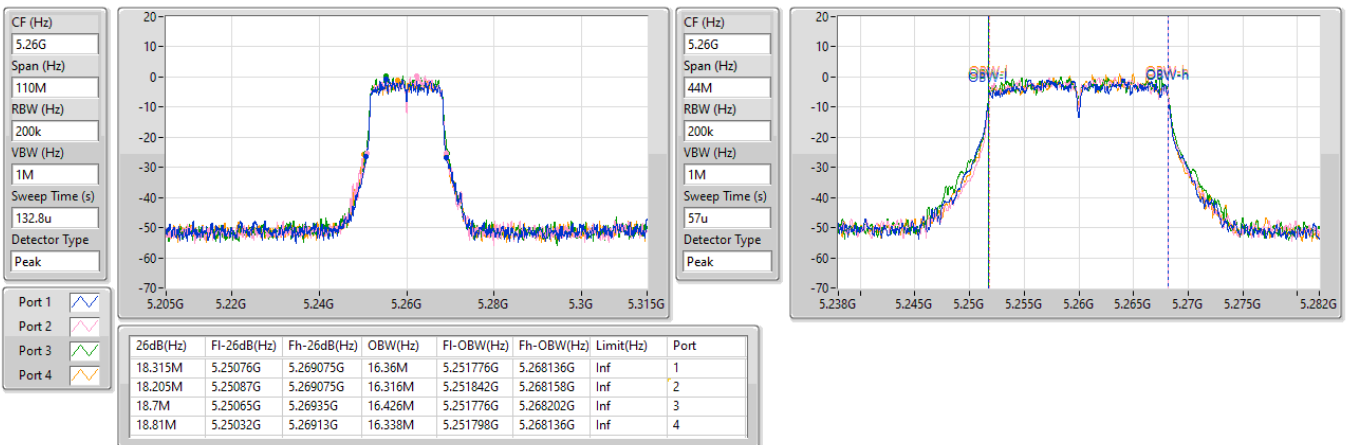 CF (Hz)
5.26G
Span (Hz)
110M
RBW (Hz)
200k
VBW (Hz)
1M
Sweep Time (s)
132.8u
Detector Type
Peak
20
10
0
-10
-20
-30
-40
-50
-60
-70
5.205G 5.22G 5.24G 5.26G 5.28G 5.3G 5.315G
CF (Hz)
5.26G
Span (Hz)
44M
RBW (Hz)
200k
VBW (Hz)
1M
Sweep Time (s)
57u
Detector Type
Peak
20
10
0
-10
-20
-30
-40
-50
-60
-70
OBW-l OBW-h
5.238G 5.245G 5.25G 5.255G 5.26G 5.265G 5.27G 5.275G 5.282G
Port 1
Port 2
Port 3
Port 4
26dB(Hz) Fl-26dB(Hz) Fh-26dB(Hz) OBW(Hz) Fl-OBW(Hz) Fh-OBW(Hz) Limit(Hz) Port
18.315M 5.25076G 5.269075G 16.36M 5.251776G 5.268136G Inf 1
18.205M 5.25087G 5.269075G 16.316M 5.251842G 5.268158G Inf 2
18.7M 5.25065G 5.26935G 16.426M 5.251776G 5.268202G Inf 3
18.81M 5.25032G 5.26913G 16.338M 5.251798G 5.268136G Inf 4